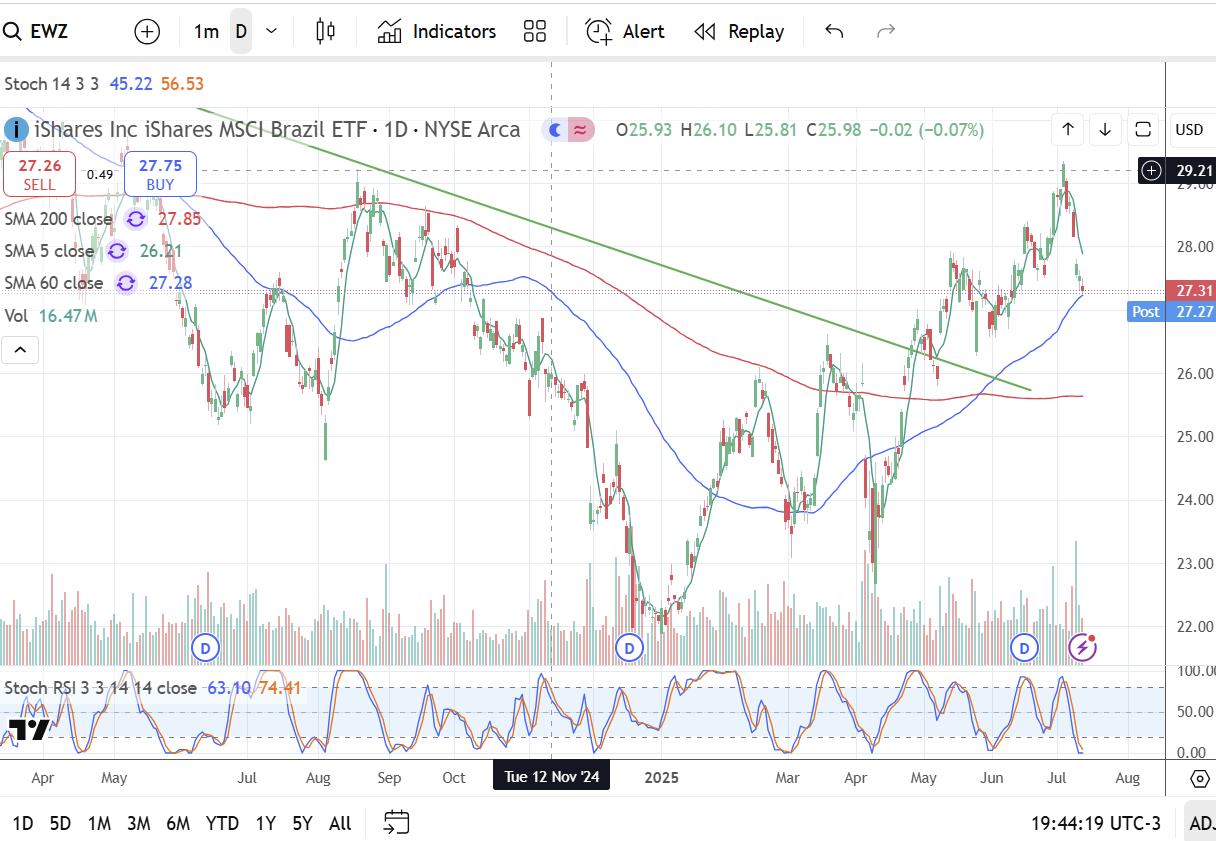 EWZ 1m D Indicators Alert Replay
Stoch 14 3 3 45.22 56.53
iShares Inc iShares MSCI Brazil ETF · 1D · NYSE Arca O25.93 H26.10 L25.81 C25.98 −0.02 (−0.07%) USD
27.26 SELL 0.49 27.75 BUY
29.21
29.00
SMA 200 close 27.85
SMA 5 close 26.21
28.00
SMA 60 close 27.28
27.31
Vol 16.47M
Post 27.27
26.00
25.00
24.00
23.00
22.00
D D D
Stoch RSI 3 3 14 14 close 63.10 74.41
100.00
50.00
0.00
Apr May Jul Aug Sep Oct Tue 12 Nov '24 2025 Mar Apr May Jun Jul Aug
1D 5D 1M 3M 6M YTD 1Y 5Y All 19:44:19 UTC-3 ADJ